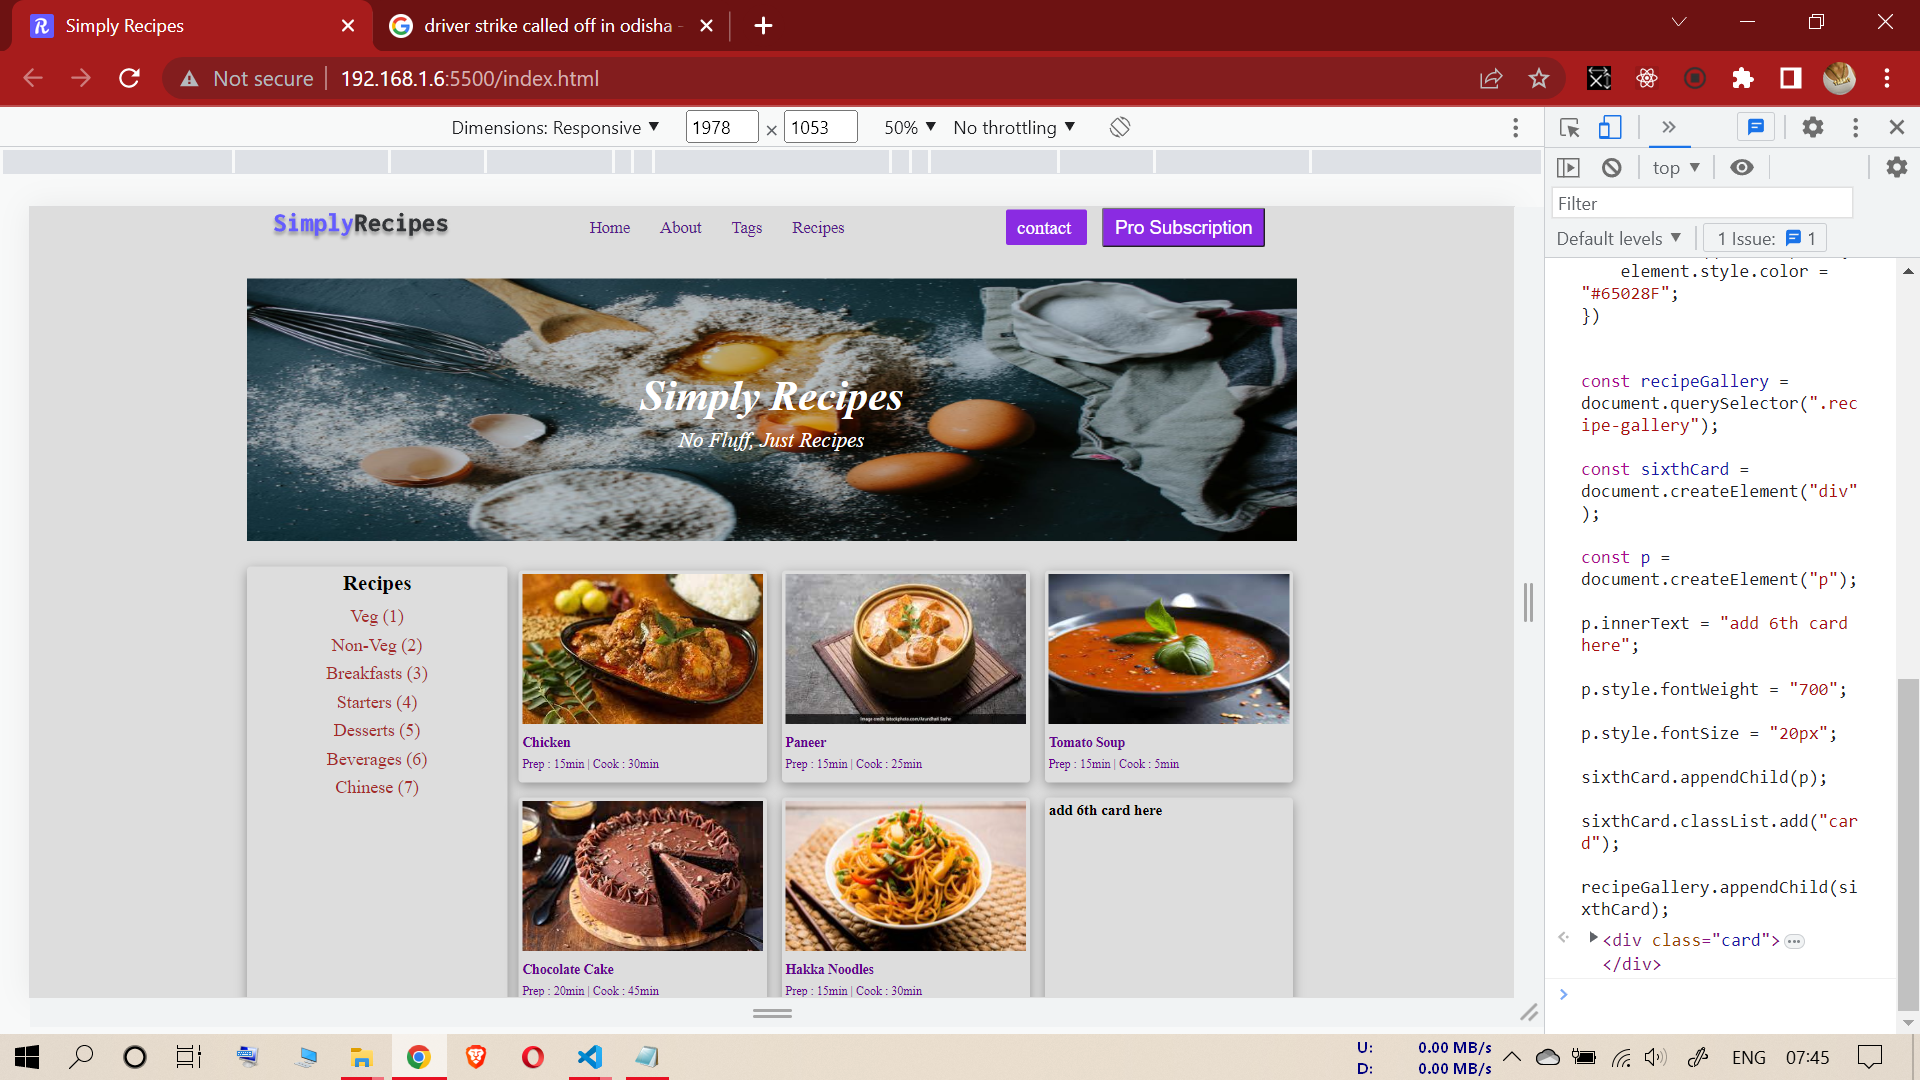 Simply Recipes
driver strike called off in odisha -
Not secure
192.168.1.6:5500/index.html
Dimensions: Responsive
1978 × 1053
50%
No throttling
SimplyRecipes
Home
About
Tags
Recipes
contact
Pro Subscription
Simply Recipes
No Fluff, Just Recipes
Recipes
Veg (1)
Non-Veg (2)
Breakfasts (3)
Starters (4)
Desserts (5)
Beverages (6)
Chinese (7)
Chicken
Prep : 15min | Cook : 30min
Paneer
Prep : 15min | Cook : 25min
Tomato Soup
Prep : 15min | Cook : 5min
Chocolate Cake
Prep : 20min | Cook : 45min
Hakka Noodles
Prep : 15min | Cook : 30min
add 6th card here
top
Filter
Default levels
1 Issue: 1
element.style.color =
"#65028F";
})
const recipeGallery =
document.querySelector(".rec
ipe-gallery");
const sixthCard =
document.createElement("div"
);
const p =
document.createElement("p");
p.innerText = "add 6th card
here";
p.style.fontWeight = "700";
p.style.fontSize = "20px";
sixthCard.appendChild(p);
sixthCard.classList.add("car
d");
recipeGallery.appendChild(si
xthCard);
<div class="card">
</div>
U: 0.00 MB/s
D: 0.00 MB/s
ENG
07:45